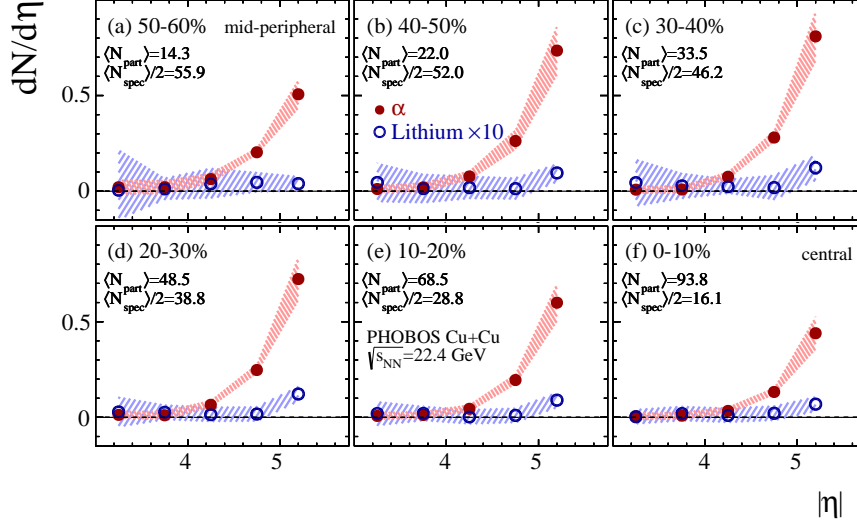 dN/dη
(a) 50-60% mid-peripheral
⟨N_part⟩=14.3
⟨N_spec⟩/2=55.9
(b) 40-50%
⟨N_part⟩=22.0
⟨N_spec⟩/2=52.0
α
Lithium ×10
(c) 30-40%
⟨N_part⟩=33.5
⟨N_spec⟩/2=46.2
0.5
0
(d) 20-30%
⟨N_part⟩=48.5
⟨N_spec⟩/2=38.8
(e) 10-20%
⟨N_part⟩=68.5
⟨N_spec⟩/2=28.8
PHOBOS Cu+Cu
√s_NN=22.4 GeV
(f) 0-10% central
⟨N_part⟩=93.8
⟨N_spec⟩/2=16.1
0.5
0
4 5 4 5 4 5
|η|